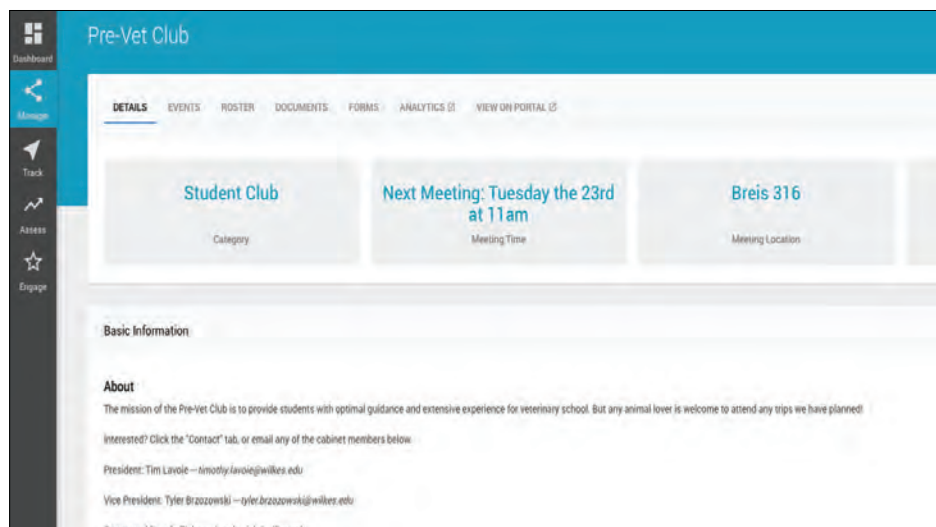 Pre-Vet Club
Dashboard
Manage
Track
Assess
Engage
DETAILS EVENTS ROSTER DOCUMENTS FORMS ANALYTICS VIEW ON PORTAL
Student Club
Category
Next Meeting: Tuesday the 23rd
at 11am
Meeting Time
Breis 316
Meeting Location
Basic Information
About
The mission of the Pre-Vet Club is to provide students with optimal guidance and extensive experience for veterinary school. But any animal lover is welcome to attend any trips we have planned!
Interested? Click the "Contact" tab, or email any of the cabinet members below.
President: Tim Lavoie – timothy.lavoie@wilkes.edu
Vice President: Tyler Brzozowski – tyler.brzozowski@wilkes.edu